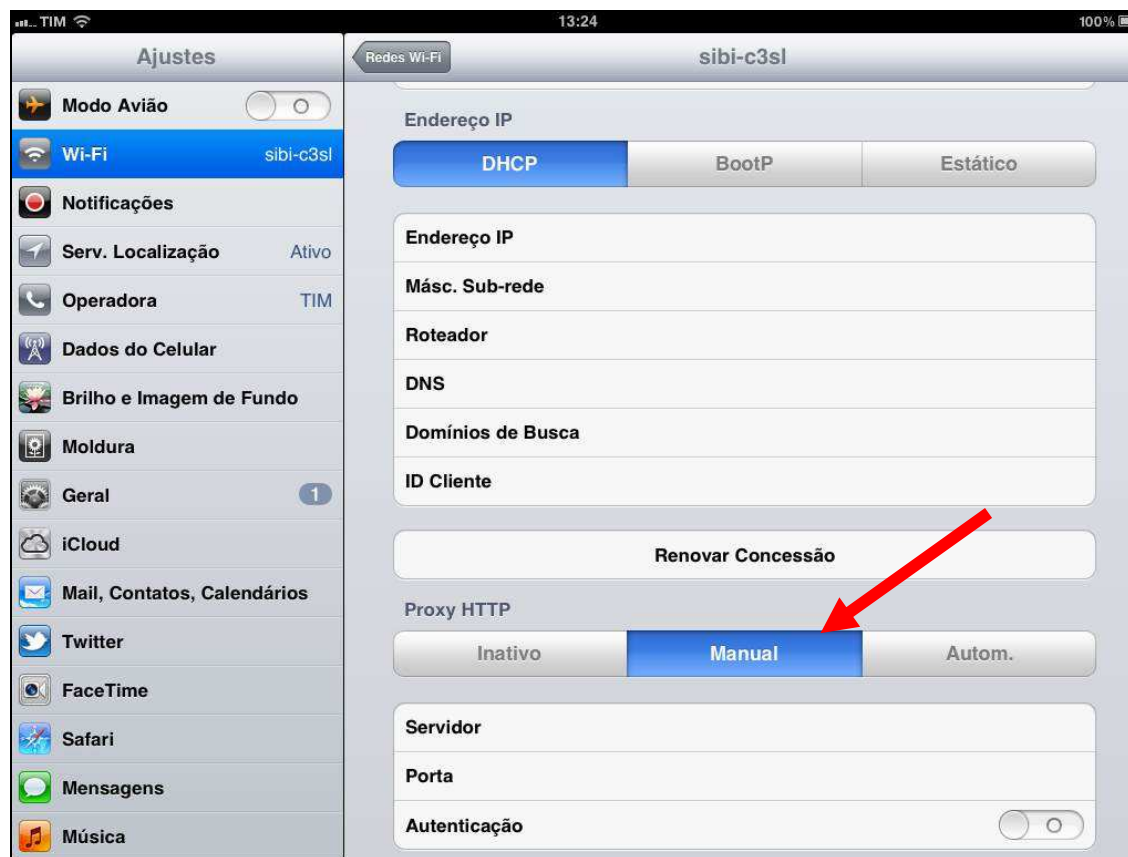 TIM 13:24 100%
Ajustes
Redes Wi-Fi sibi-c3sl
Modo Avião
Wi-Fi sibi-c3sl
Notificações
Serv. Localização Ativo
Operadora TIM
Dados do Celular
Brilho e Imagem de Fundo
Moldura
Geral 1
iCloud
Mail, Contatos, Calendários
Twitter
FaceTime
Safari
Mensagens
Música
Endereço IP
DHCP BootP Estático
Endereço IP
Másc. Sub-rede
Roteador
DNS
Domínios de Busca
ID Cliente
Renovar Concessão
Proxy HTTP
Inativo Manual Autom.
Servidor
Porta
Autenticação